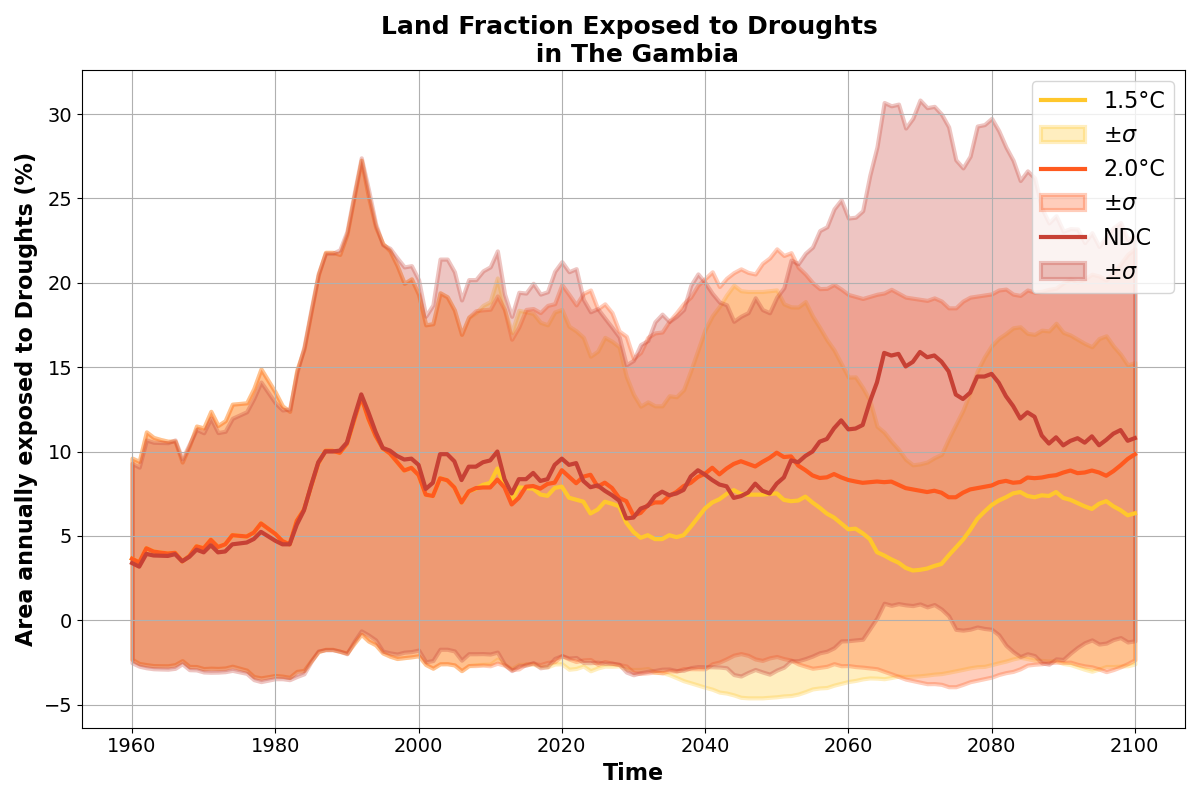 Land Fraction Exposed to Droughts
in The Gambia
Area annually exposed to Droughts (%)
30
25
20
15
10
5
0
−5
1960
1980
2000
2020
2040
2060
2080
2100
Time
1.5°C
±σ
2.0°C
±σ
NDC
±σ